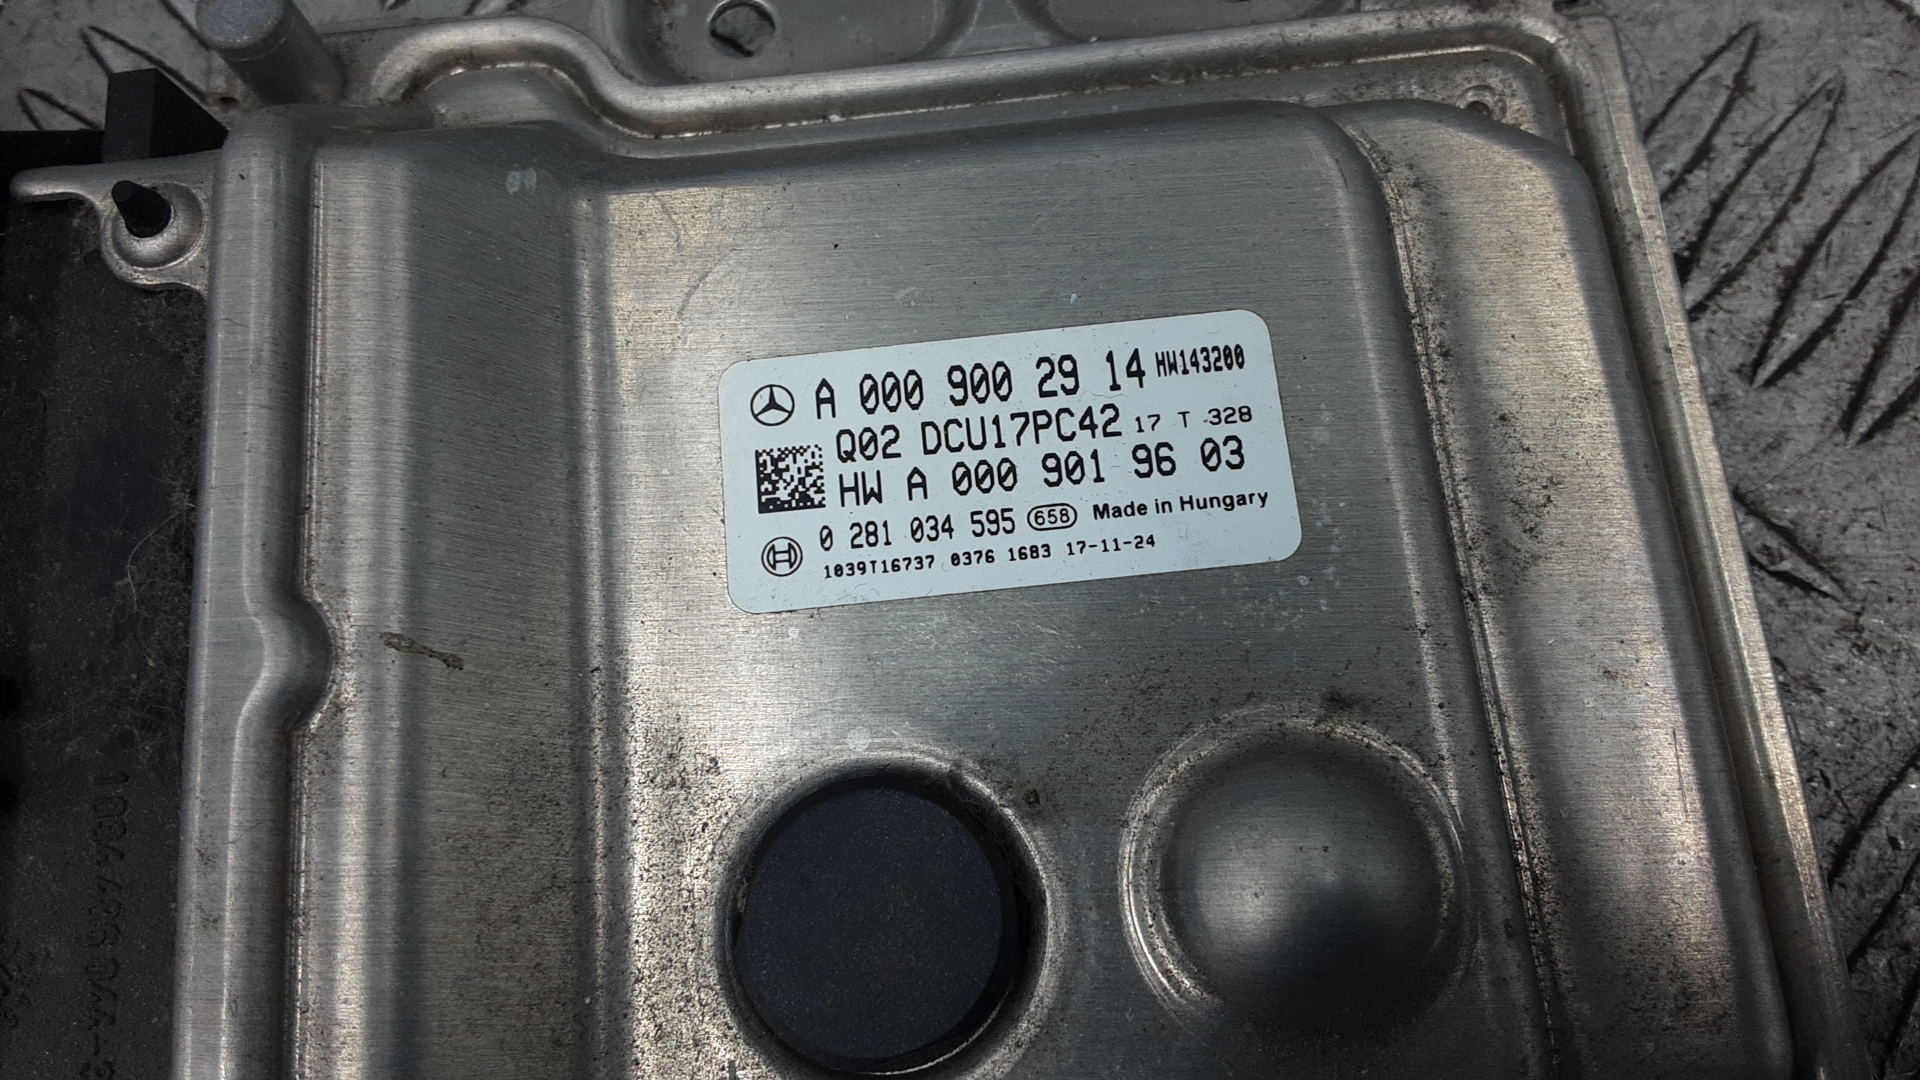 A 000 900 29 14 HW143200
Q02 DCU17PC42 17 T 328
HW A 000 901 96 03
0 281 034 595 658 Made in Hungary
1039T16737 0376 1683 17-11-24